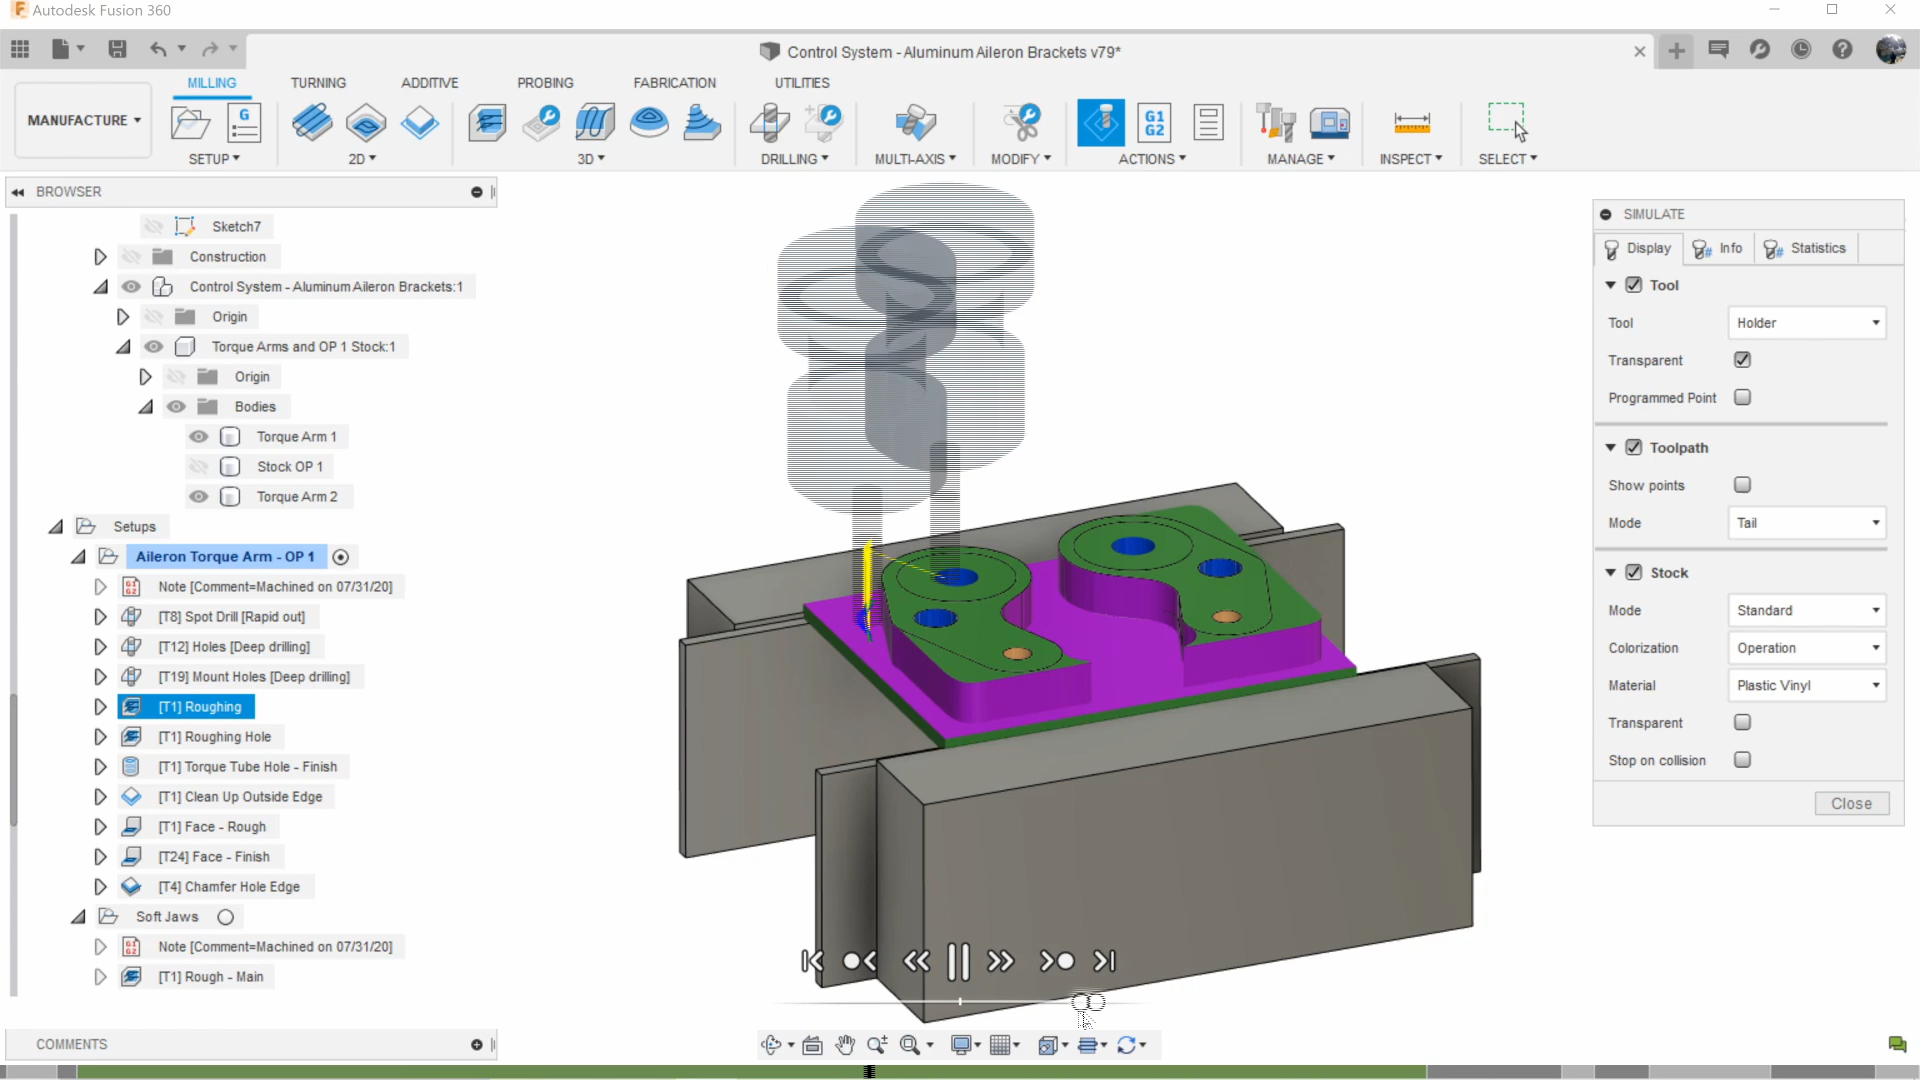 Autodesk Fusion 360
Control System - Aluminum Aileron Brackets v79*
MILLING TURNING ADDITIVE PROBING FABRICATION UTILITIES
MANUFACTURE
SETUP 2D 3D DRILLING MULTI-AXIS MODIFY ACTIONS MANAGE INSPECT SELECT
G
G1
G2
BROWSER
Sketch7
Construction
Control System - Aluminum Aileron Brackets:1
Origin
Torque Arms and OP 1 Stock:1
Origin
Bodies
Torque Arm 1
Stock OP 1
Torque Arm 2
Setups
Aileron Torque Arm - OP 1
Note [Comment=Machined on 07/31/20]
[T8] Spot Drill [Rapid out]
[T12] Holes [Deep drilling]
[T19] Mount Holes [Deep drilling]
[T1] Roughing
[T1] Roughing Hole
[T1] Torque Tube Hole - Finish
[T1] Clean Up Outside Edge
[T1] Face - Rough
[T24] Face - Finish
[T4] Chamfer Hole Edge
Soft Jaws
Note [Comment=Machined on 07/31/20]
[T1] Rough - Main
COMMENTS
SIMULATE
Display Info Statistics
Tool
Tool Holder
Transparent
Programmed Point
Toolpath
Show points
Mode Tail
Stock
Mode Standard
Colorization Operation
Material Plastic Vinyl
Transparent
Stop on collision
Close